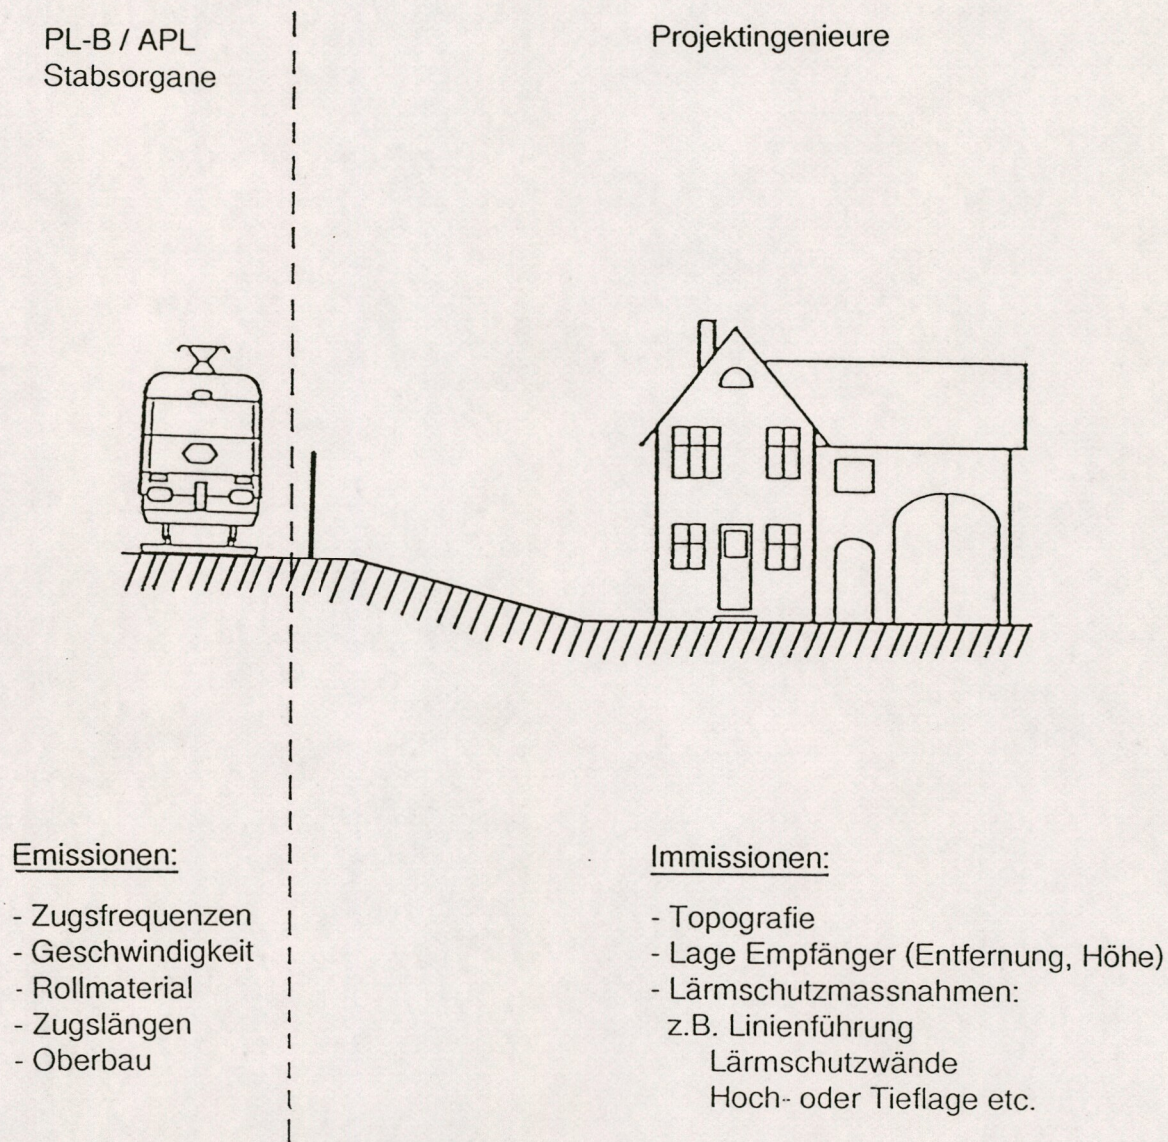 PL-B / APL
Stabsorgane
Projektingenieure
Emissionen:
- Zugsfrequenzen
- Geschwindigkeit
- Rollmaterial
- Zugslängen
- Oberbau
Immissionen:
- Topografie
- Lage Empfänger (Entfernung, Höhe)
- Lärmschutzmassnahmen:
z.B. Linienführung
Lärmschutzwände
Hoch- oder Tieflage etc.